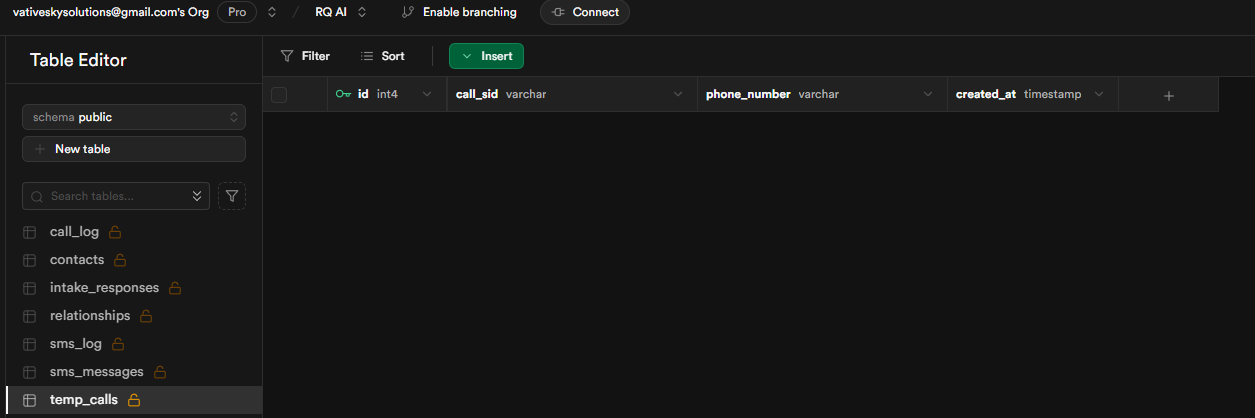 vativeskysolutions@gmail.com's Org Pro / RQ AI Enable branching Connect
Table Editor
Filter Sort Insert
id int4 call_sid varchar phone_number varchar created_at timestamp
schema public
New table
Search tables...
call_log
contacts
intake_responses
relationships
sms_log
sms_messages
temp_calls